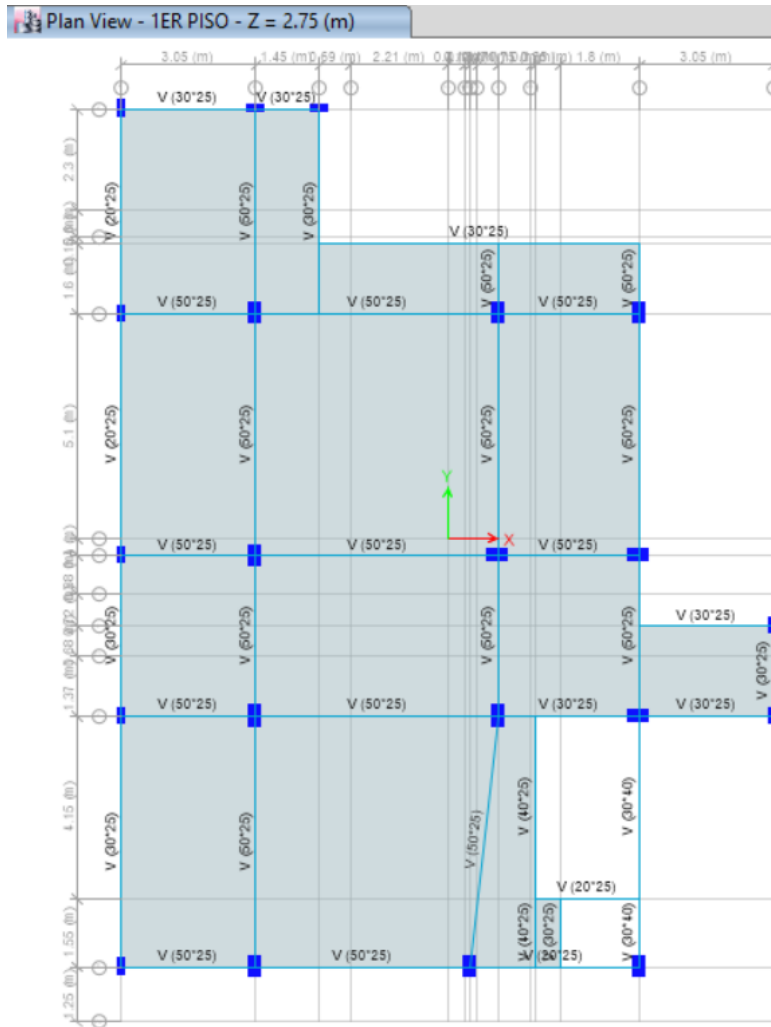 Plan View - 1ER PISO - Z = 2.75 (m)
3.05 (m)
1.45 (m)
0.59 (m)
2.21 (m)
1.8 (m)
3.05 (m)
V (30*25)
V (30*25)
2.3 (m)
V (20*25)
V (50*25)
V (30*25)
V (30*25)
V (50*25)
V (50*25)
V (50*25)
V (50*25)
V (50*25)
5.1 (m)
V (20*25)
V (50*25)
V (50*25)
V (50*25)
Y
X
V (50*25)
V (50*25)
V (50*25)
V (30*25)
V (30*25)
V (50*25)
V (50*25)
V (50*25)
V (30*25)
1.37 (m)
V (50*25)
V (50*25)
V (30*25)
V (30*25)
4.15 (m)
V (30*25)
V (50*25)
V (50*25)
V (40*25)
V (30*40)
V (20*25)
1.55 (m)
V (40*25)
V (30*25)
V (30*40)
V (50*25)
V (50*25)
V (20*25)
1.25 (m)